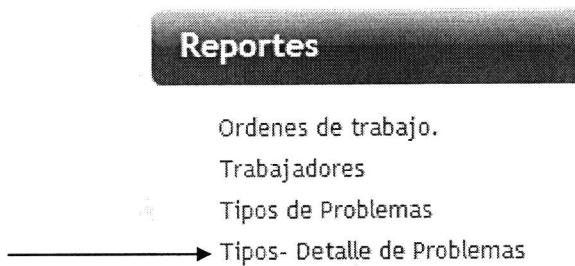 Reportes
Ordenes de trabajo.
Trabajadores
Tipos de Problemas
Tipos- Detalle de Problemas